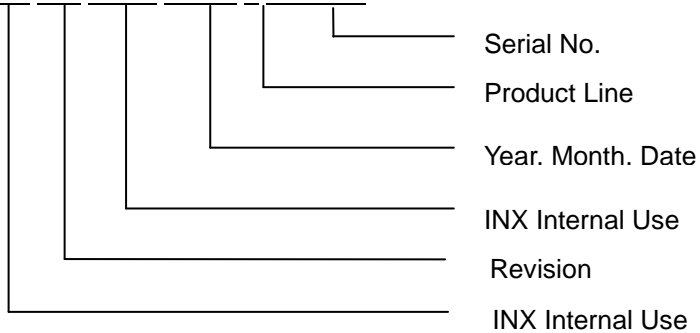 Serial No.
Product Line
Year. Month. Date
INX Internal Use
Revision
INX Internal Use